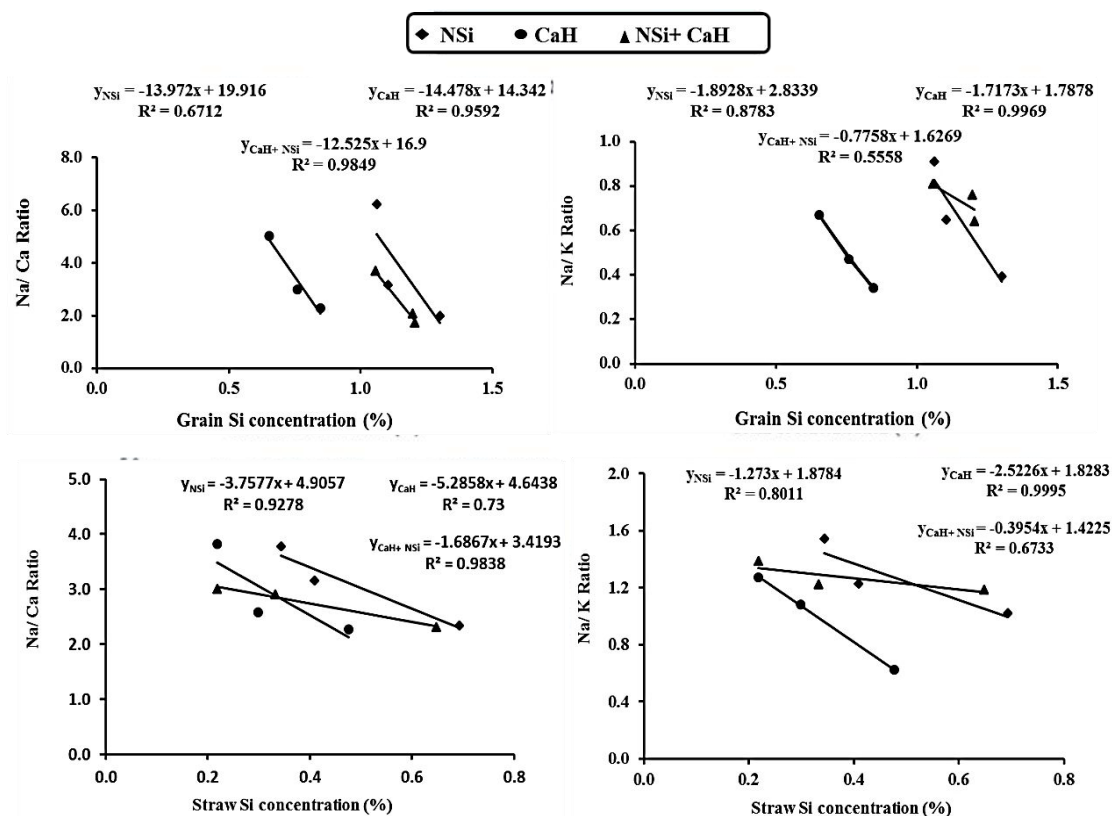 NSi CaH NSi+ CaH
yNSi = -13.972x + 19.916
R² = 0.6712
yCaH = -14.478x + 14.342
R² = 0.9592
yCaH+ NSi = -12.525x + 16.9
R² = 0.9849
8.0
6.0
4.0
2.0
0.0
Na/ Ca Ratio
0.0 0.5 1.0 1.5
Grain Si concentration (%)
yNSi = -1.8928x + 2.8339
R² = 0.8783
yCaH = -1.7173x + 1.7878
R² = 0.9969
yCaH+ NSi = -0.7758x + 1.6269
R² = 0.5558
1.0
0.8
0.6
0.4
0.2
0.0
Na/ K Ratio
0.0 0.5 1.0 1.5
Grain Si concentration (%)
yNSi = -3.7577x + 4.9057
R² = 0.9278
yCaH = -5.2858x + 4.6438
R² = 0.73
yCaH+ NSi = -1.6867x + 3.4193
R² = 0.9838
5.0
4.0
3.0
2.0
1.0
0.0
Na/ Ca Ratio
0.0 0.2 0.4 0.6 0.8
Straw Si concentration (%)
yNSi = -1.273x + 1.8784
R² = 0.8011
yCaH = -2.5226x + 1.8283
R² = 0.9995
yCaH+ NSi = -0.3954x + 1.4225
R² = 0.6733
2.0
1.6
1.2
0.8
0.4
0.0
Na/ K Ratio
0.0 0.2 0.4 0.6 0.8
Straw Si concentration (%)